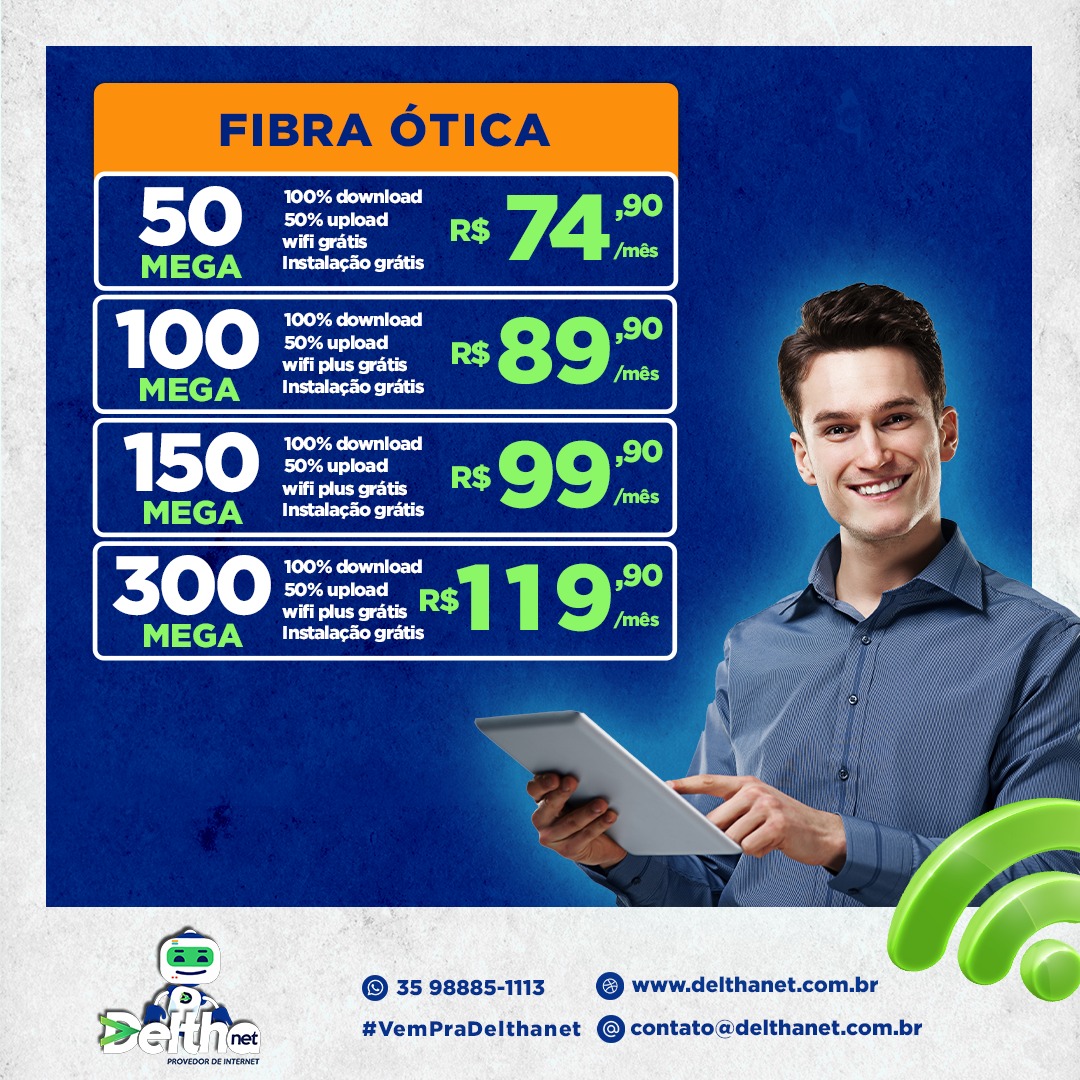 FIBRA ÓTICA
50
MEGA
100% download
50% upload
wifi grátis
Instalação grátis
R$ 74,90
/mês
100
MEGA
100% download
50% upload
wifi plus grátis
Instalação grátis
R$ 89,90
/mês
150
MEGA
100% download
50% upload
wifi plus grátis
Instalação grátis
R$ 99,90
/mês
300
MEGA
100% download
50% upload
wifi plus grátis
Instalação grátis
R$ 119,90
/mês
Delthanet
PROVEDOR DE INTERNET
35 98885-1113
www.delthanet.com.br
#VemPraDelthanet
contato@delthanet.com.br